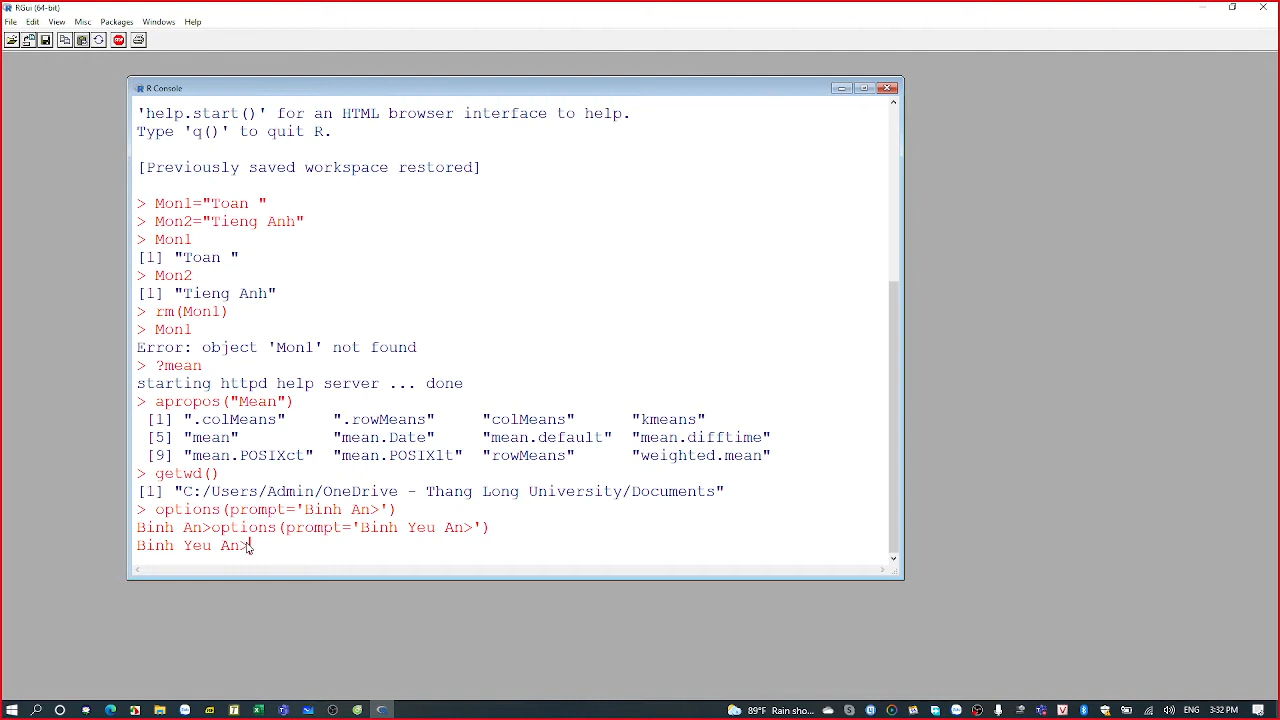 RGui (64-bit)
File Edit View Misc Packages Windows Help
R Console
'help.start()' for an HTML browser interface to help.
Type 'q()' to quit R.
[Previously saved workspace restored]
> Mon1="Toan "
> Mon2="Tieng Anh"
> Mon1
[1] "Toan "
> Mon2
[1] "Tieng Anh"
> rm(Mon1)
> Mon1
Error: object 'Mon1' not found
> ?mean
starting httpd help server ... done
> apropos("Mean")
[1] ".colMeans" ".rowMeans" "colMeans" "kmeans"
[5] "mean" "mean.Date" "mean.default" "mean.difftime"
[9] "mean.POSIXct" "mean.POSIXlt" "rowMeans" "weighted.mean"
> getwd()
[1] "C:/Users/Admin/OneDrive - Thang Long University/Documents"
> options(prompt='Binh An>')
Binh An>options(prompt='Binh Yeu An>')
Binh Yeu An>
89°F Rain sho... 3:32 PM